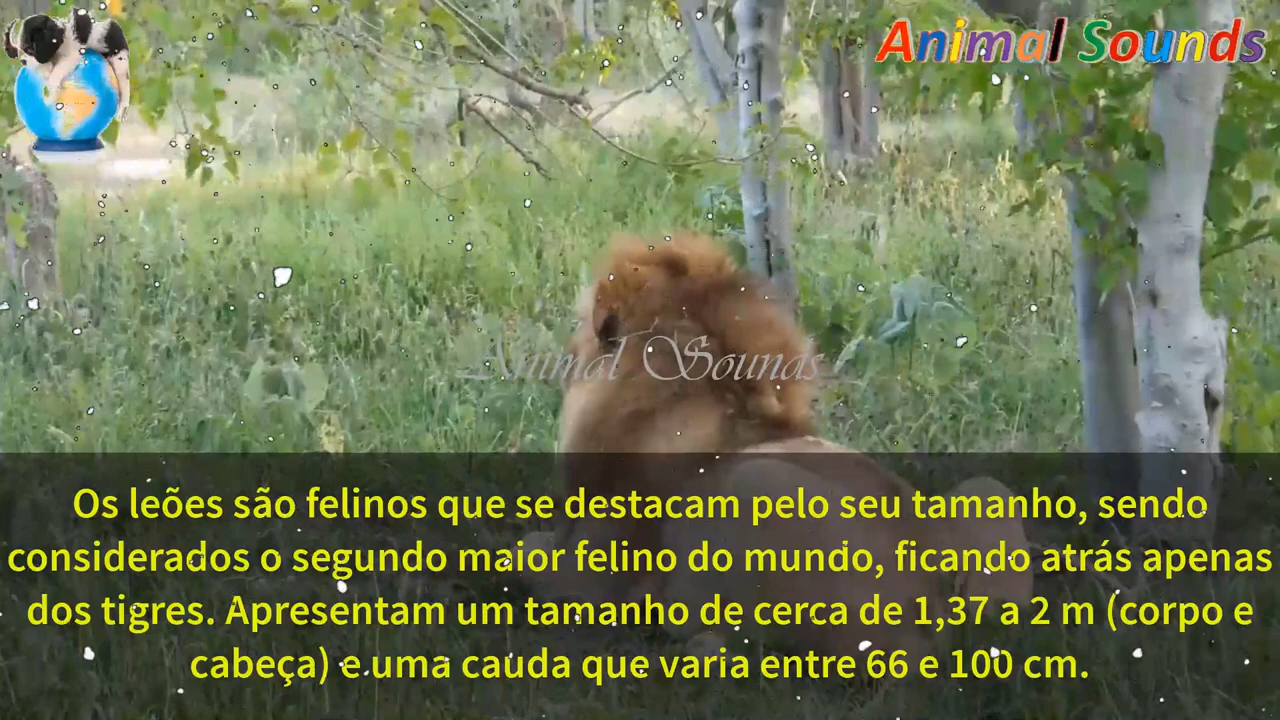 Animal Sounds
Animal Sounds
Os leões são felinos que se destacam pelo seu tamanho, sendo
considerados o segundo maior felino do mundo, ficando atrás apenas
dos tigres. Apresentam um tamanho de cerca de 1,37 a 2 m (corpo e
cabeça) e uma cauda que varia entre 66 e 100 cm.